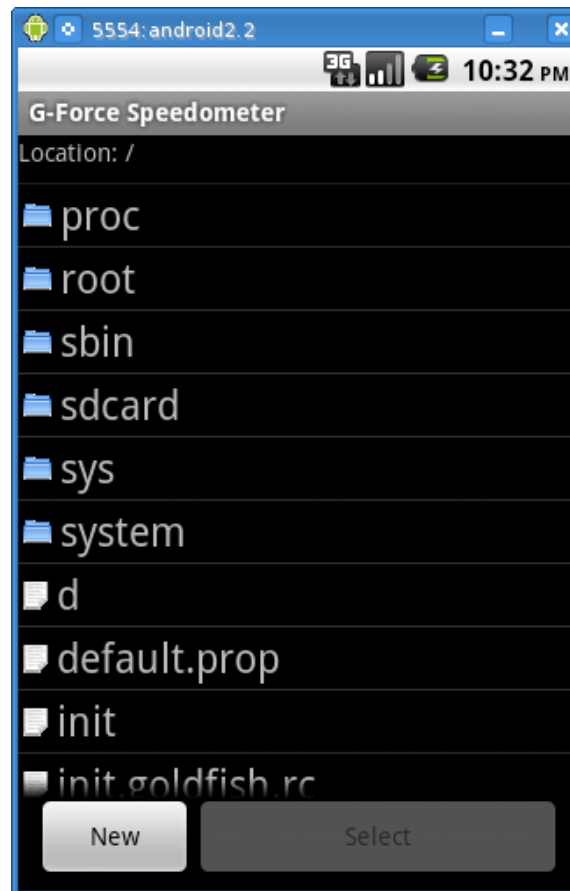 5554:android2.2
3G 10:32 PM
G-Force Speedometer
Location: /
proc
root
sbin
sdcard
sys
system
d
default.prop
init
init.goldfish.rc
New Select